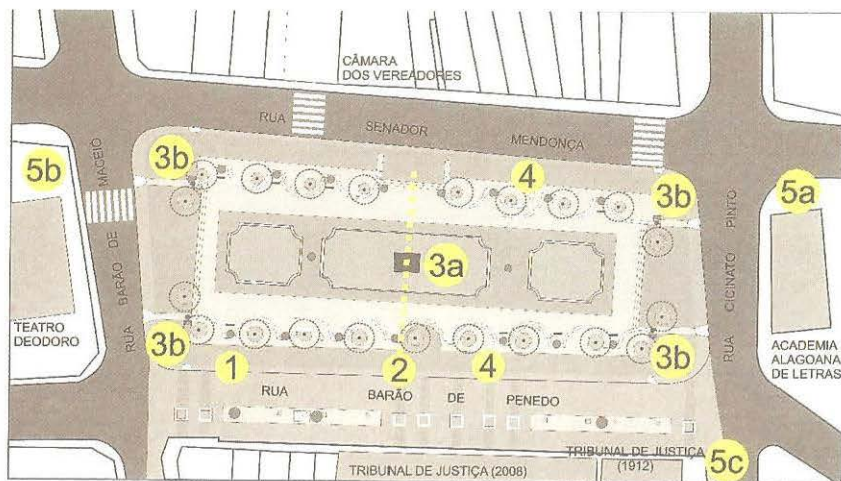 CÂMARA
DOS VEREADORES
RUA
SENADOR
MENDONÇA
5b
MACEIÓ
3b
4
3b
5a
PINTO
3a
BARÃO DE
CICINATO
RUA
TEATRO
DEODORO
3b
1
2
4
3b
RUA
ACADEMIA
ALAGOANA
DE LETRAS
RUA
BARÃO
DE
PENEDO
TRIBUNAL DE JUSTIÇA
(1912)
5c
TRIBUNAL DE JUSTIÇA (2008)